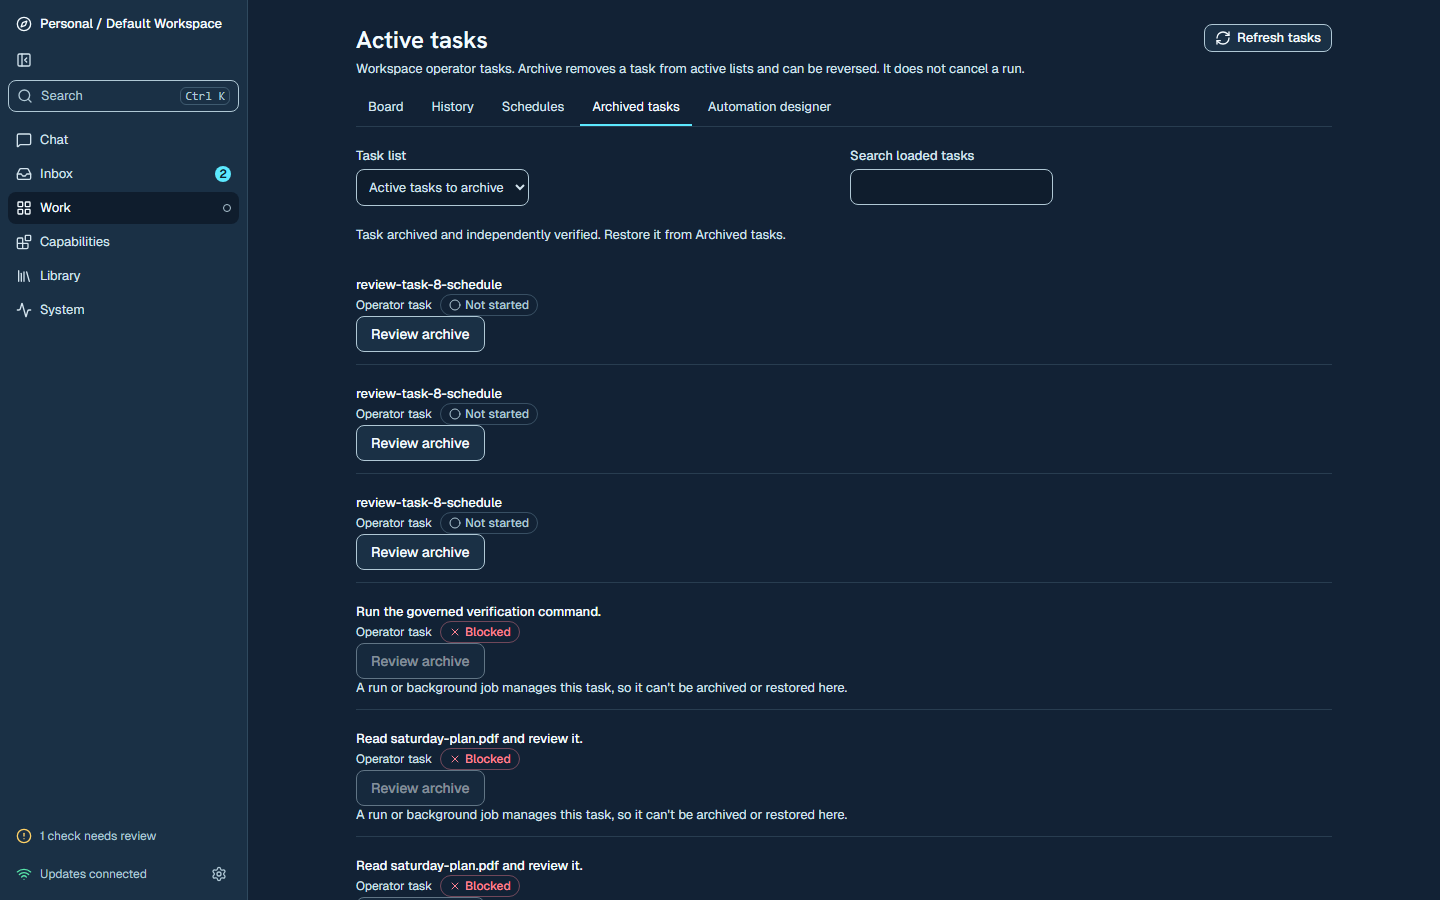 Personal / Default Workspace
Search Ctrl K
Chat
Inbox 2
Work
Capabilities
Library
System
1 check needs review
Updates connected
Active tasks
Refresh tasks
Workspace operator tasks. Archive removes a task from active lists and can be reversed. It does not cancel a run.
Board History Schedules Archived tasks Automation designer
Task list
Active tasks to archive
Search loaded tasks
Task archived and independently verified. Restore it from Archived tasks.
review-task-8-schedule
Operator task Not started
Review archive
review-task-8-schedule
Operator task Not started
Review archive
review-task-8-schedule
Operator task Not started
Review archive
Run the governed verification command.
Operator task Blocked
Review archive
A run or background job manages this task, so it can't be archived or restored here.
Read saturday-plan.pdf and review it.
Operator task Blocked
Review archive
A run or background job manages this task, so it can't be archived or restored here.
Read saturday-plan.pdf and review it.
Operator task Blocked